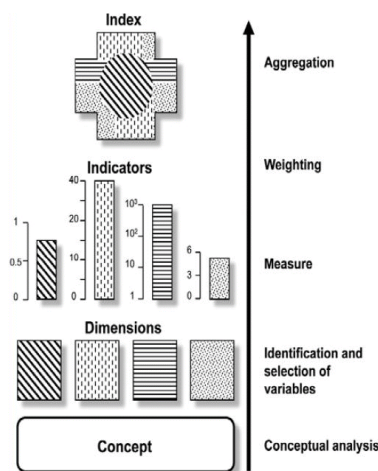 Index
Aggregation
Weighting
Indicators
40
20
10
0
1
0.5
0
10³
10²
10
1
6
3
0
Measure
Dimensions
Identification and
selection of
variables
Concept
Conceptual analysis